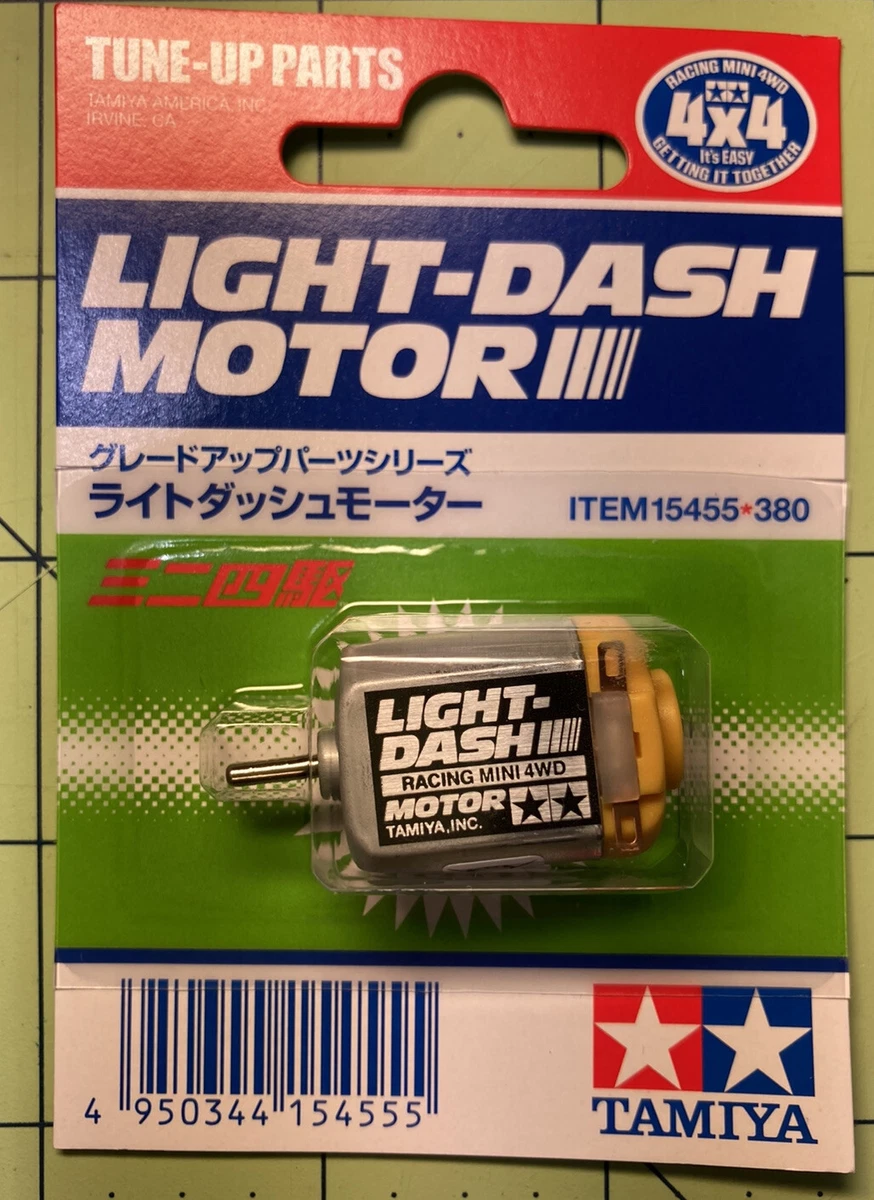 TUNE-UP PARTS
TAMIYA AMERICA, INC.
IRVINE, CA
RACING MINI 4WD
4x4
It's EASY
GETTING IT TOGETHER
LIGHT-DASH
MOTOR
グレードアップパーツシリーズ
ライトダッシュモーター
ITEM 15455*380
ミニ四駆
LIGHT-
DASH
RACING MINI 4WD
MOTOR
TAMIYA,INC.
4 950344 154555
TAMIYA